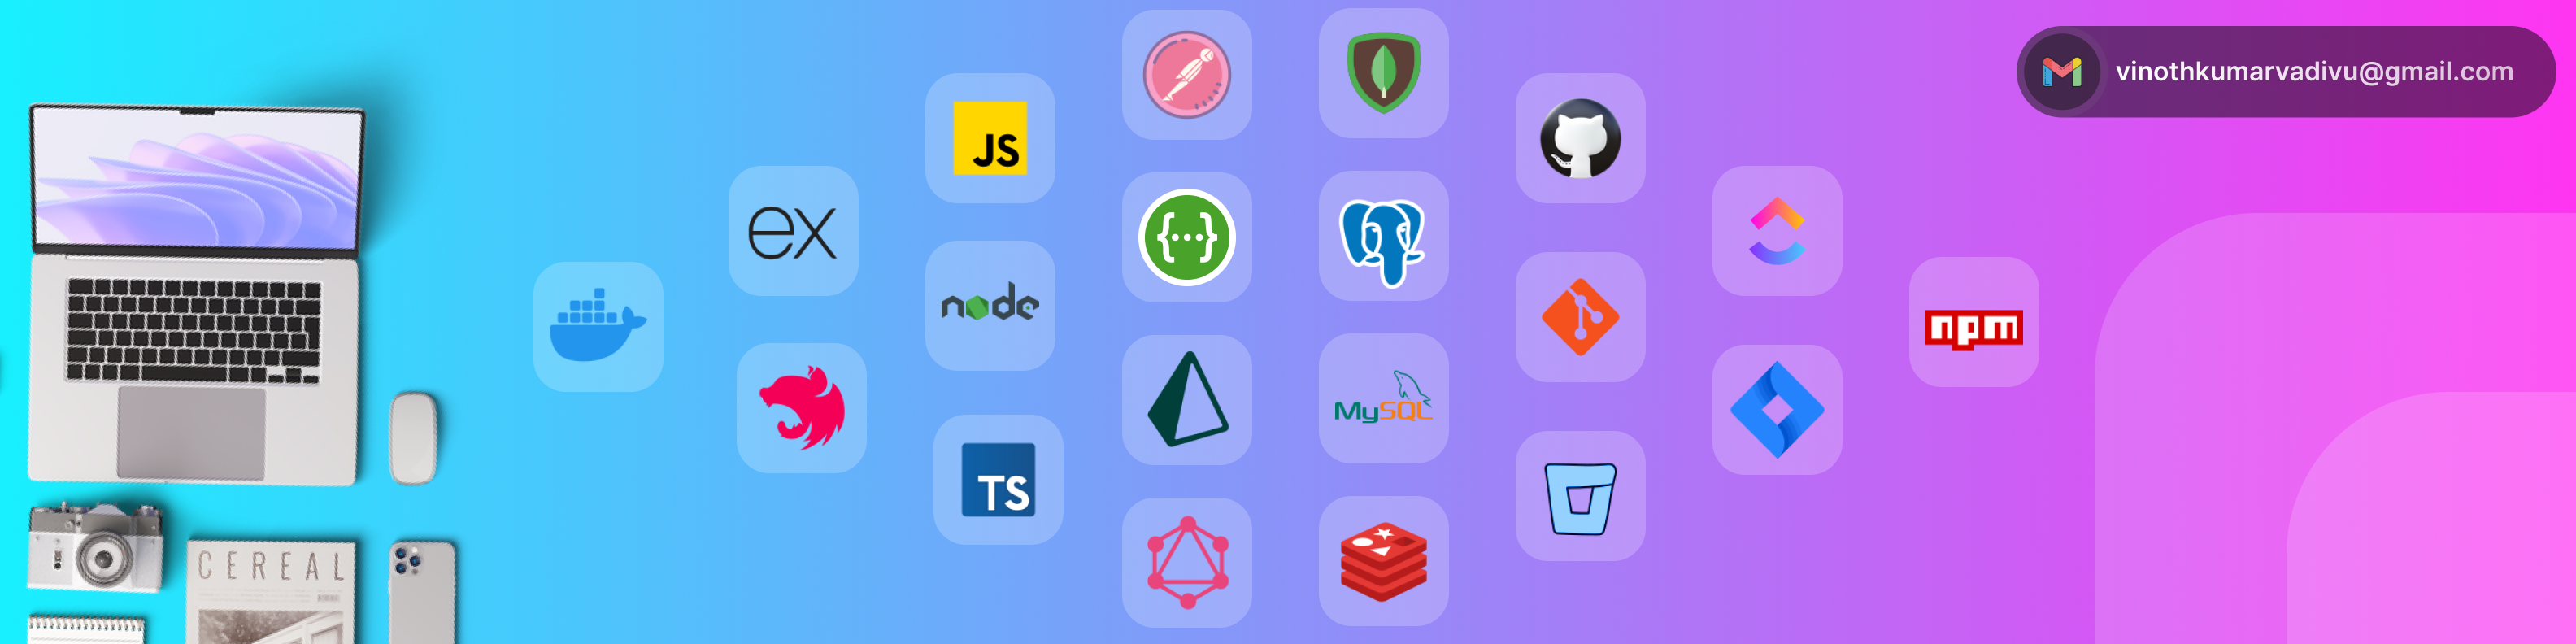 vinothkumarvadivu@gmail.com
JS
ex
node
TS
{···}
MySQL
npm
CEREAL